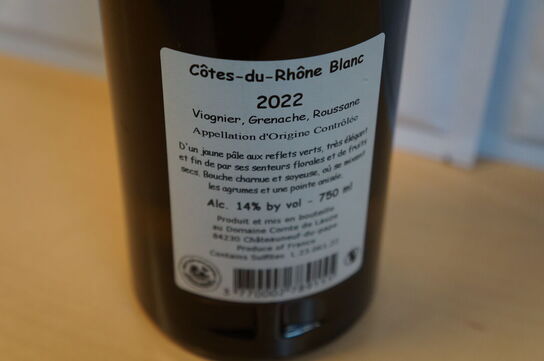 Côtes-du-Rhône Blanc
2022
Viognier, Grenache, Roussane
Appellation d'Origine Contrôlée
D'un jaune pâle aux reflets verts, très élégant
et fin de par ses senteurs florales et de fruits
secs. Bouche charnue et soyeuse, où se mixent
les agrumes et une pointe anisée.
Alc. 14% by vol - 750 ml
Produit et mis en bouteille
au Domaine Comte de
84230 Châteauneuf-du-pape
Produce of France
Contains Sulfites